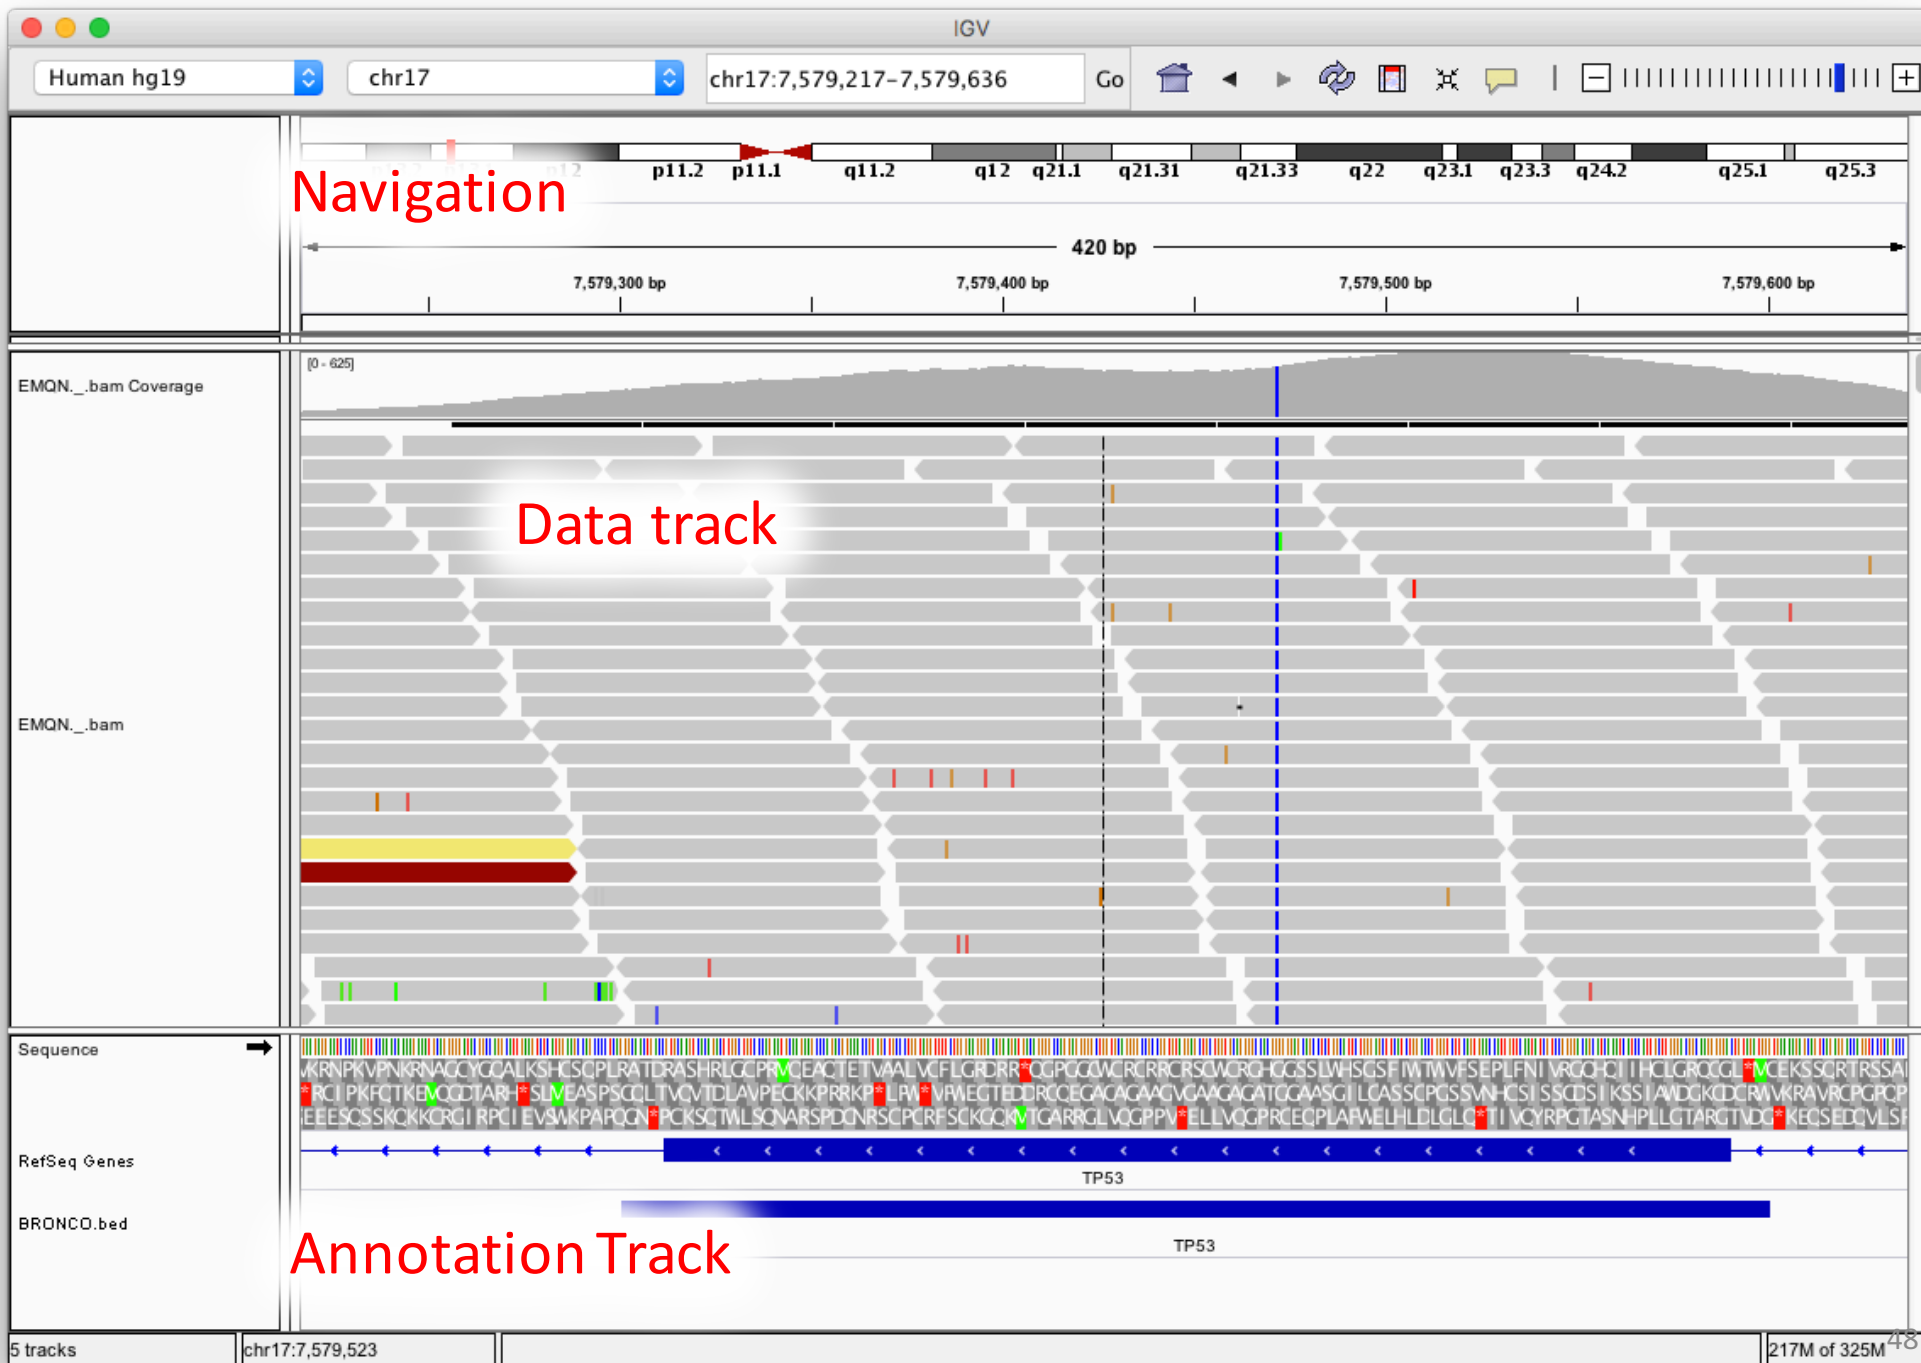 IGV
Human hg19
chr17
chr17:7,579,217-7,579,636
Go
p12 p11.2 p11.1 q11.2 q12 q21.1 q21.31 q21.33 q22 q23.1 q23.3 q24.2 q25.1 q25.3
Navigation
420 bp
7,579,300 bp 7,579,400 bp 7,579,500 bp 7,579,600 bp
[0 - 625]
EMQN._.bam Coverage
Data track
EMQN._.bam
Sequence
RefSeq Genes
TP53
BRONCO.bed
TP53
Annotation Track
5 tracks
chr17:7,579,523
217M of 325M
48